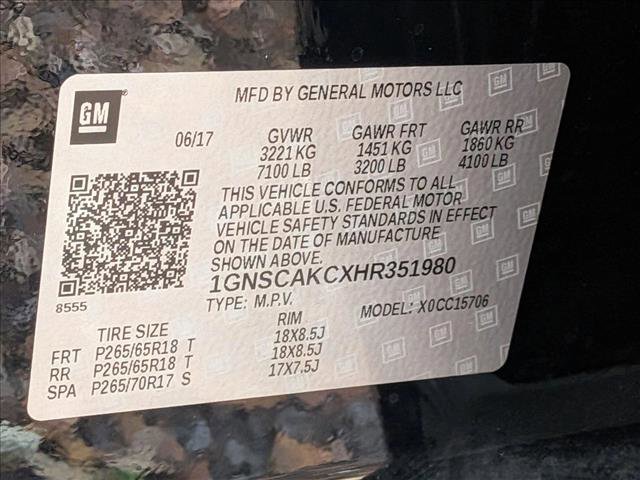 GM
MFD BY GENERAL MOTORS LLC
06/17 GVWR GAWR FRT GAWR RR
3221 KG 1451 KG 1860 KG
7100 LB 3200 LB 4100 LB
THIS VEHICLE CONFORMS TO ALL
APPLICABLE U.S. FEDERAL MOTOR
VEHICLE SAFETY STANDARDS IN EFFECT
ON THE DATE OF MANUFACTURE
SHOWN ABOVE.
1GNSCAKCXHR351980
8555
TYPE: M.P.V. MODEL: X0CC15706
TIRE SIZE RIM
FRT P265/65R18 T 18X8.5J
RR P265/65R18 T 18X8.5J
SPA P265/70R17 S 17X7.5J